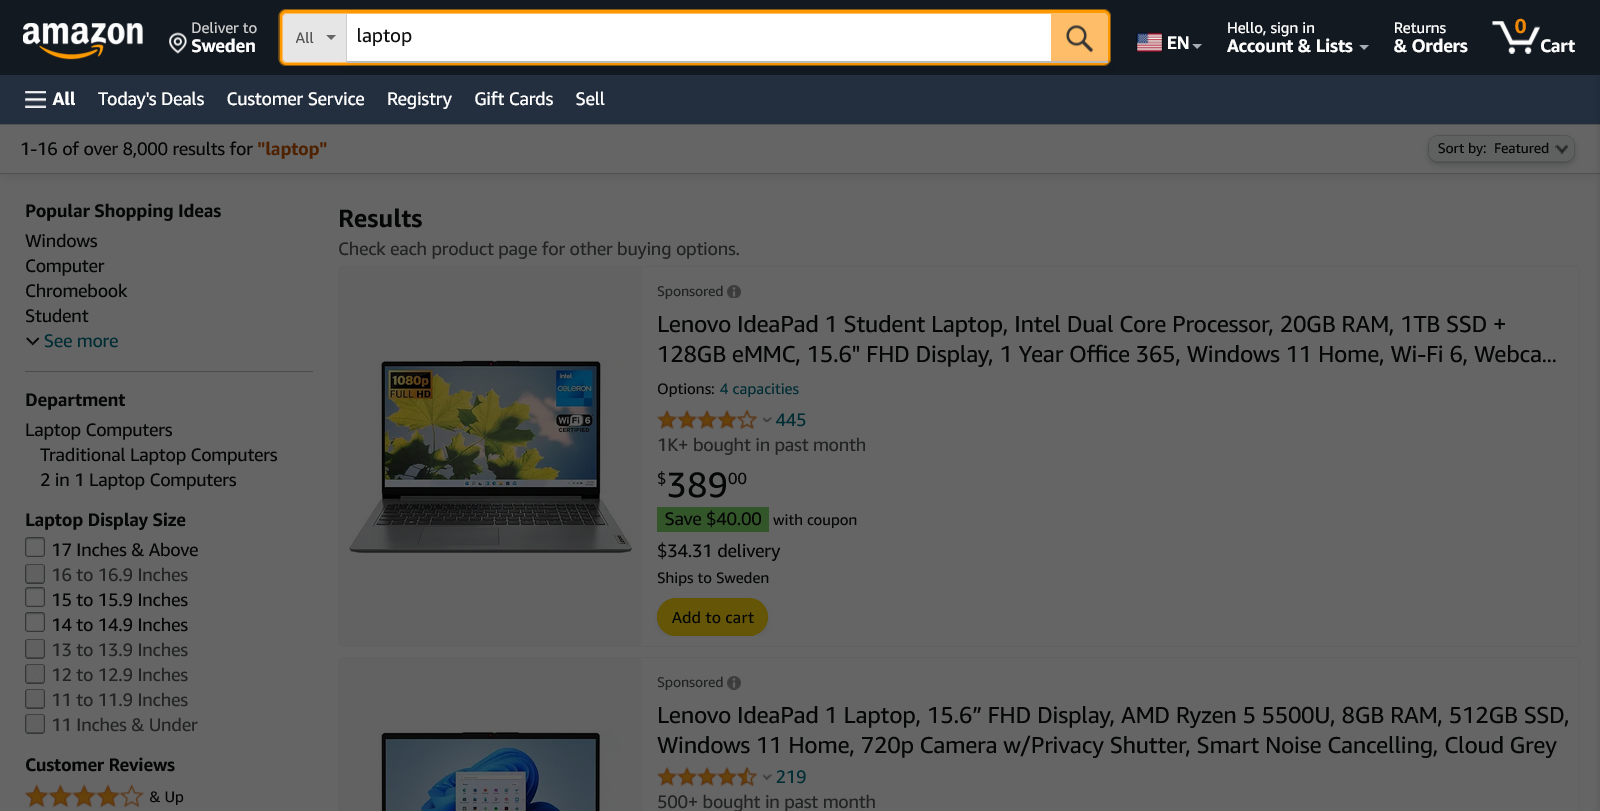 amazon
Deliver to
Sweden
All
laptop
EN
Hello, sign in
Account & Lists
Returns
& Orders
0
Cart
All
Today's Deals
Customer Service
Registry
Gift Cards
Sell
1-16 of over 8,000 results for "laptop"
Sort by: Featured
Popular Shopping Ideas
Windows
Computer
Chromebook
Student
See more
Department
Laptop Computers
Traditional Laptop Computers
2 in 1 Laptop Computers
Laptop Display Size
17 Inches & Above
16 to 16.9 Inches
15 to 15.9 Inches
14 to 14.9 Inches
13 to 13.9 Inches
12 to 12.9 Inches
11 to 11.9 Inches
11 Inches & Under
Customer Reviews
& Up
Results
Check each product page for other buying options.
1080p
FULL HD
intel
CELERON
Wi Fi 6
CERTIFIED
Sponsored
Lenovo IdeaPad 1 Student Laptop, Intel Dual Core Processor, 20GB RAM, 1TB SSD +
128GB eMMC, 15.6" FHD Display, 1 Year Office 365, Windows 11 Home, Wi-Fi 6, Webca...
Options: 4 capacities
445
1K+ bought in past month
$389.00
Save $40.00 with coupon
$34.31 delivery
Ships to Sweden
Add to cart
Sponsored
Lenovo IdeaPad 1 Laptop, 15.6” FHD Display, AMD Ryzen 5 5500U, 8GB RAM, 512GB SSD,
Windows 11 Home, 720p Camera w/Privacy Shutter, Smart Noise Cancelling, Cloud Grey
219
500+ bought in past month